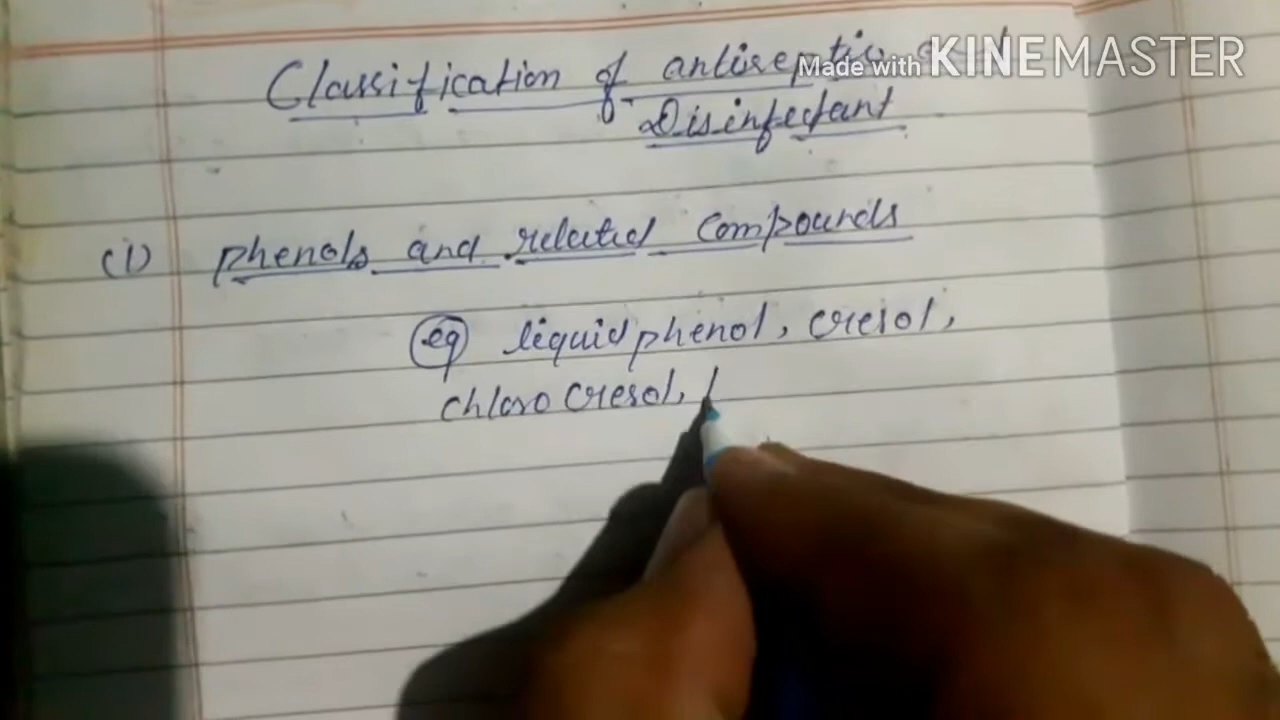 Made with KINEMASTER
Classification of antiseptic and
Disinfectant
(1) phenols and related compounds
eg liquid phenol, cresol,
chloro cresol,